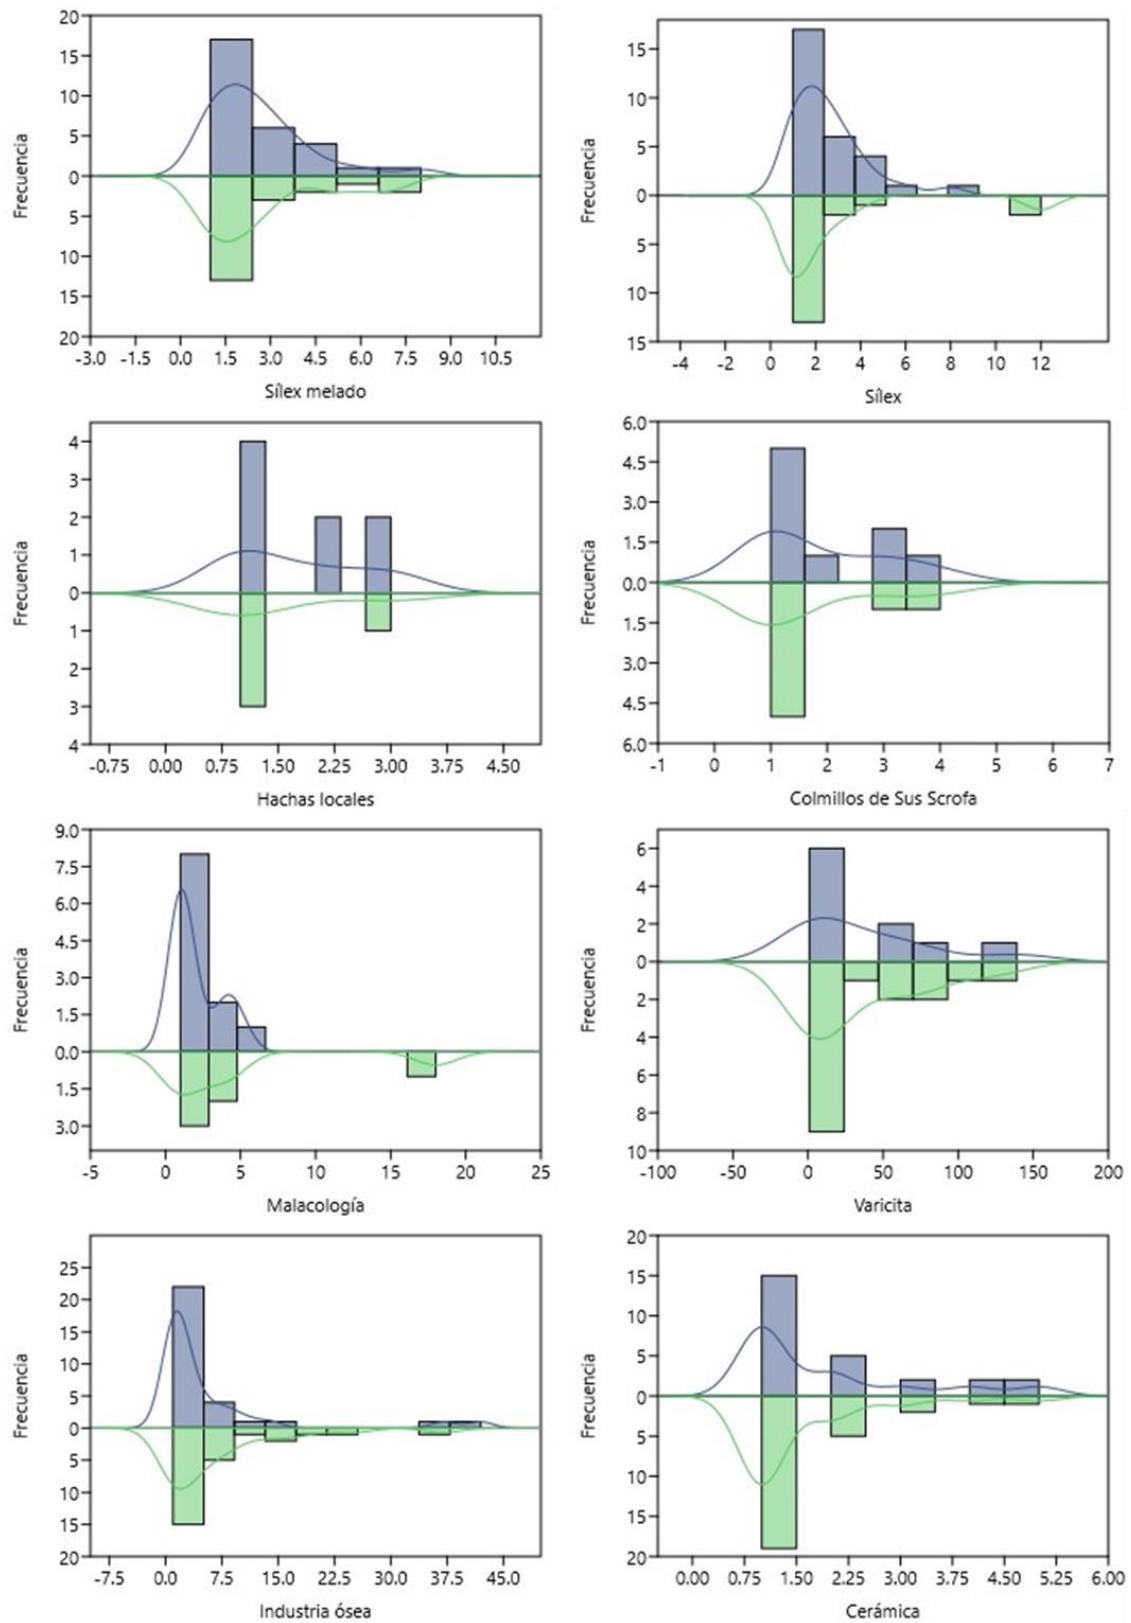 Frecuencia
20
15
10
5
0
5
10
15
20
-3.0 -1.5 0.0 1.5 3.0 4.5 6.0 7.5 9.0 10.5
Sílex melado
Frecuencia
15
10
5
0
5
10
15
-4 -2 0 2 4 6 8 10 12
Sílex
Frecuencia
4
3
2
1
0
1
2
3
4
-0.75 0.00 0.75 1.50 2.25 3.00 3.75 4.50
Hachas locales
Frecuencia
6.0
4.5
3.0
1.5
0.0
1.5
3.0
4.5
6.0
-1 0 1 2 3 4 5 6 7
Colmillos de Sus Scrofa
Frecuencia
9.0
7.5
6.0
4.5
3.0
1.5
0.0
1.5
3.0
-5 0 5 10 15 20 25
Malacología
Frecuencia
6
4
2
0
2
4
6
8
10
-100 -50 0 50 100 150 200
Varicita
Frecuencia
25
20
15
10
5
0
5
10
15
20
-7.5 0.0 7.5 15.0 22.5 30.0 37.5 45.0
Industria ósea
Frecuencia
20
15
10
5
0
5
10
15
20
0.00 0.75 1.50 2.25 3.00 3.75 4.50 5.25 6.00
Cerámica